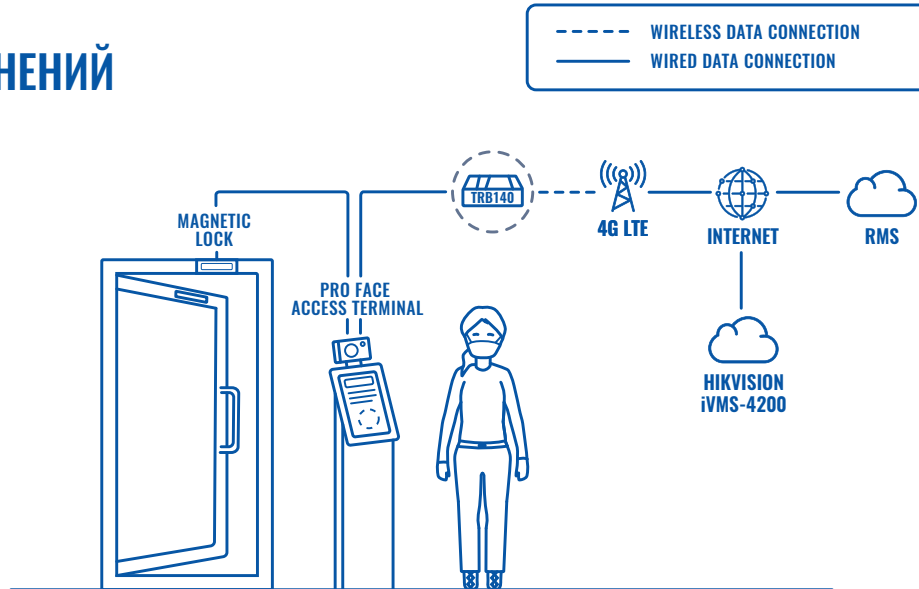 НЕНИЙ
WIRELESS DATA CONNECTION
WIRED DATA CONNECTION
TRB140
4G LTE
INTERNET
RMS
MAGNETIC
LOCK
PRO FACE
ACCESS TERMINAL
HIKVISION
iVMS-4200